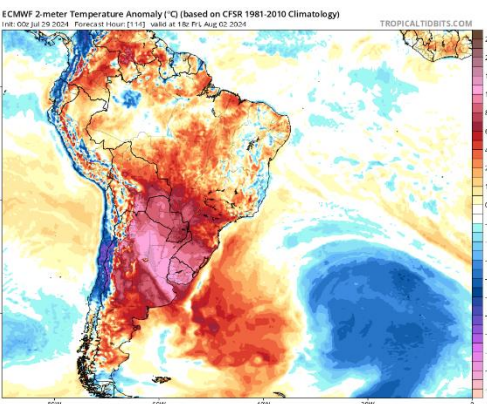 ECMWF 2-meter Temperature Anomaly (°C) (based on CFSR 1981-2010 Climatology)
Init: 00z Jul 29 2024 Forecast Hour: [114] valid at 18z Fri, Aug 02 2024
TROPICALTIDBITS.COM